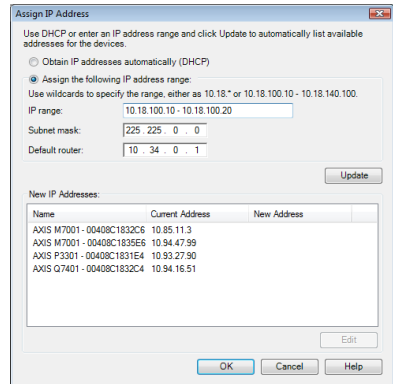 Assign IP Address
Use DHCP or enter an IP address range and click Update to automatically list available
addresses for the devices.
Obtain IP addresses automatically (DHCP)
Assign the following IP address range:
Use wildcards to specify the range, either as 10.18.* or 10.18.100.10 - 10.18.140.100.
IP range: 10.18.100.10 - 10.18.100.20
Subnet mask: 225 . 225 . 0 . 0
Default router: 10 . 34 . 0 . 1
Update
New IP Addresses:
Name Current Address New Address
AXIS M7001 - 00408C1832C6 10.85.11.3
AXIS M7001 - 00408C1835E6 10.94.47.99
AXIS P3301 - 00408C1831E4 10.93.27.90
AXIS Q7401 - 00408C1832C4 10.94.16.51
Edit
OK Cancel Help